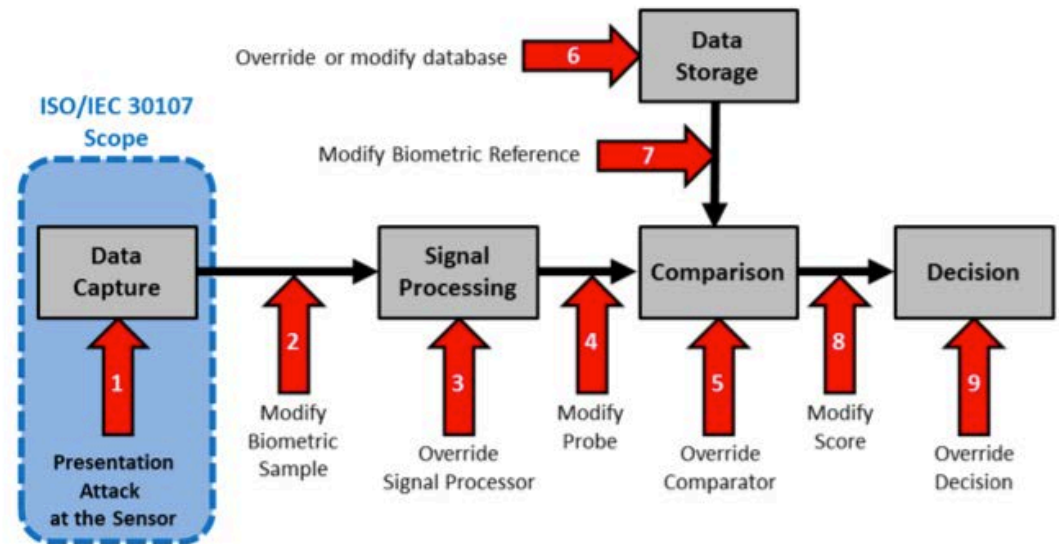 Override or modify database
6
Data
Storage
ISO/IEC 30107
Scope
Modify Biometric Reference
7
Data
Capture
Signal
Processing
Comparison
Decision
1
2
3
4
5
8
9
Presentation
Attack
at the Sensor
Modify
Biometric
Sample
Override
Signal Processor
Modify
Probe
Override
Comparator
Modify
Score
Override
Decision